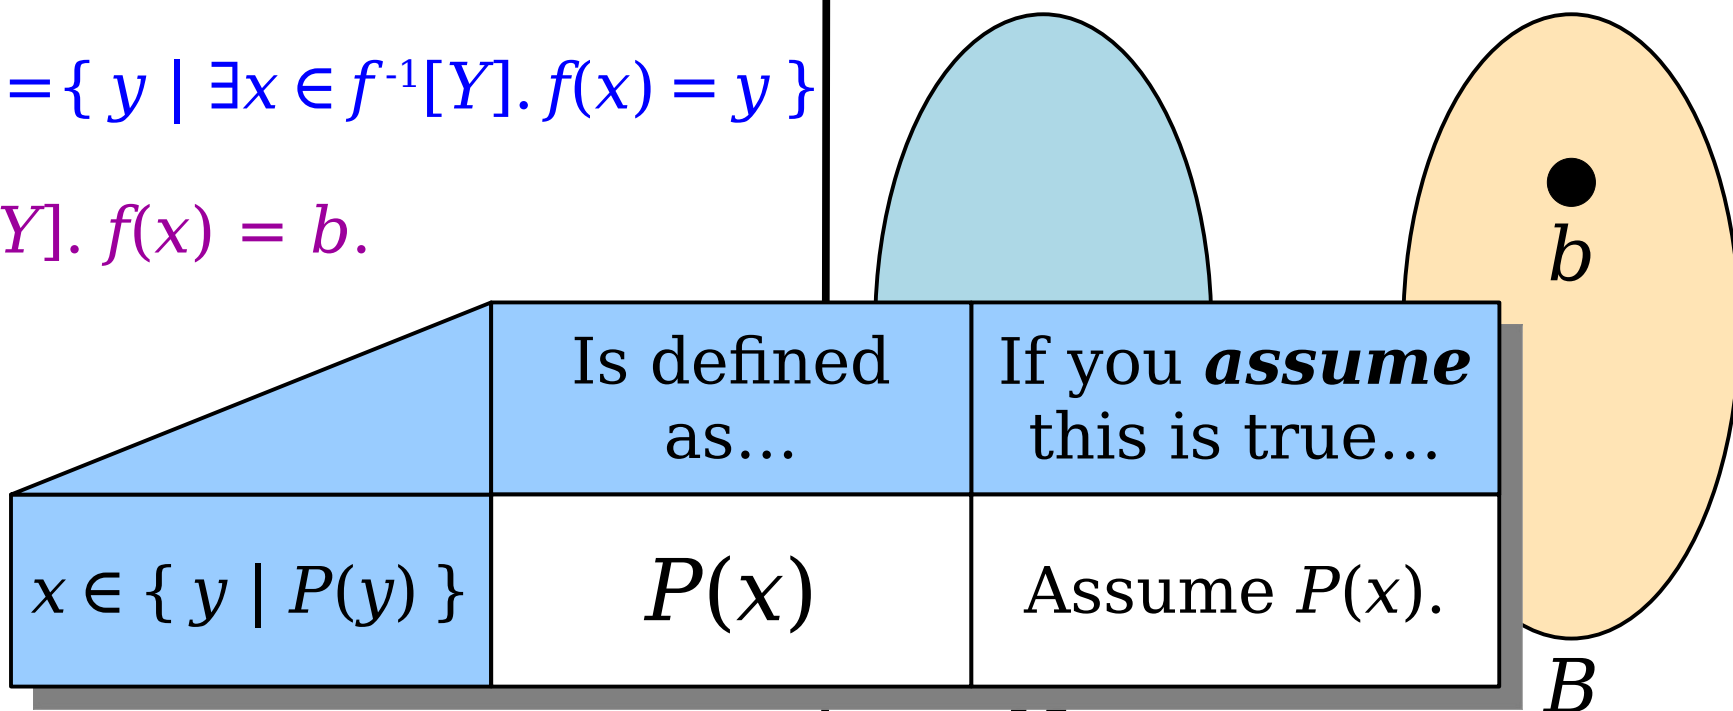 ={ y | ∃x ∈ f⁻¹[Y]. f(x) = y }
Y]. f(x) = b.
b
Is defined
as…
If you assume
this is true…
x ∈ { y | P(y) }
P(x)
Assume P(x).
B